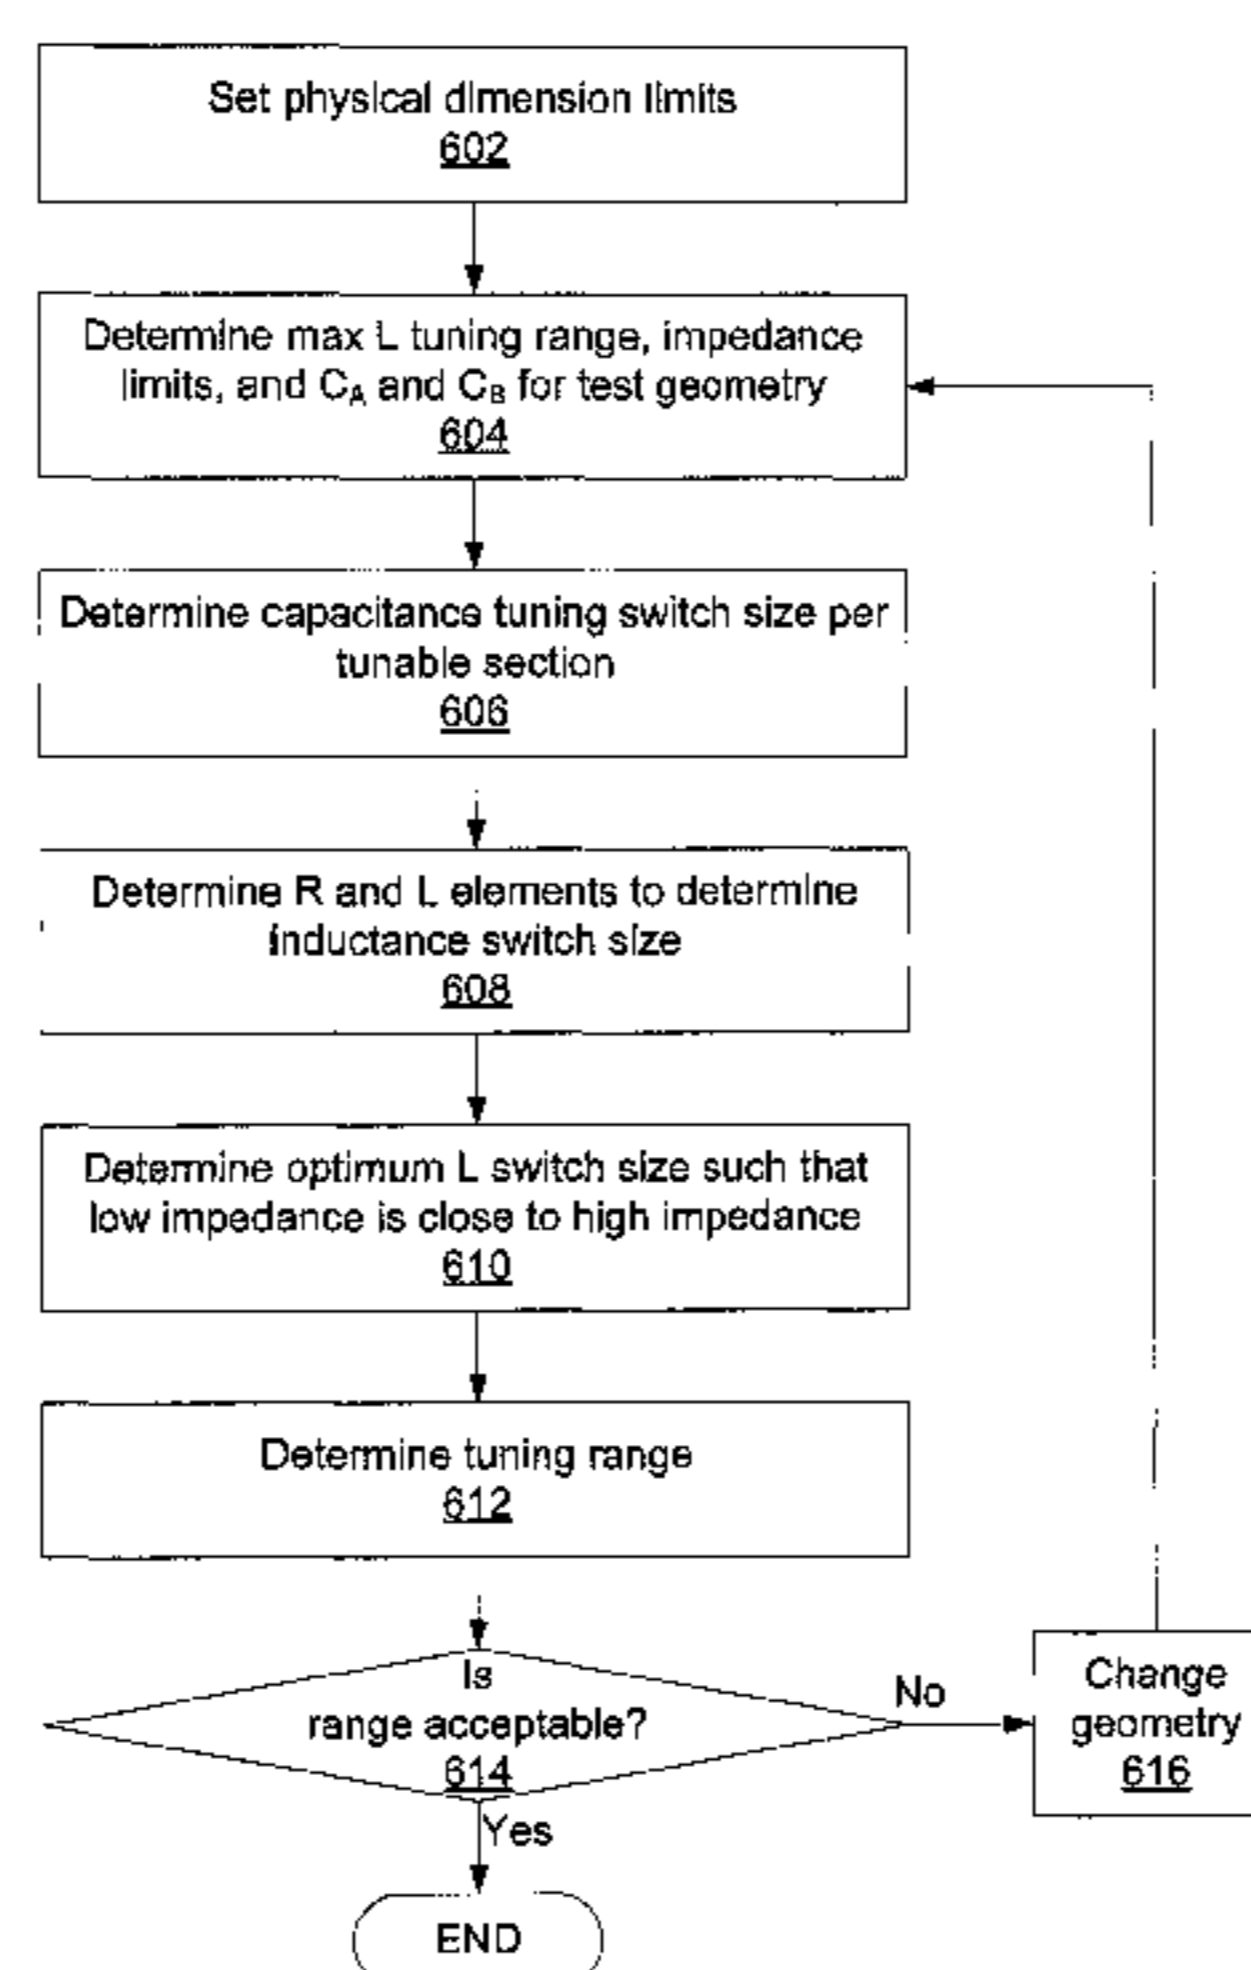 Set physical dimension limits
602
Determine max L tuning range, impedance
limits, and CA and CB for test geometry
604
Determine capacitance tuning switch size per
tunable section
606
Determine R and L elements to determine
inductance switch size
608
Determine optimum L switch size such that
low impedance is close to high impedance
610
Determine tuning range
612
Is
range acceptable?
614
No
Change
geometry
616
Yes
END